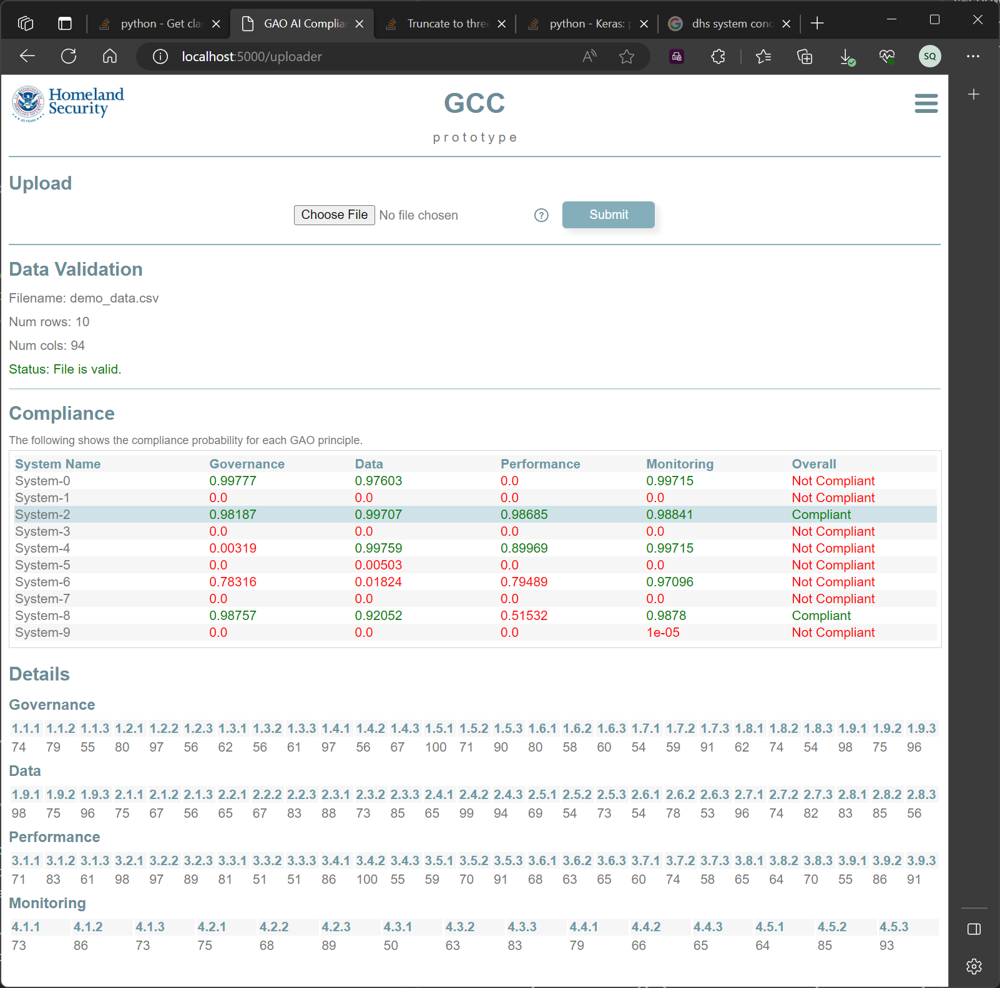 python - Get cla
GAO AI Complian
Truncate to thre
python - Keras: p
dhs system conc
localhost:5000/uploader
SQ
Homeland
Security
GCC
prototype
Upload
Choose File No file chosen ? Submit
Data Validation
Filename: demo_data.csv
Num rows: 10
Num cols: 94
Status: File is valid.
Compliance
The following shows the compliance probability for each GAO principle.
System Name Governance Data Performance Monitoring Overall
System-0 0.99777 0.97603 0.0 0.99715 Not Compliant
System-1 0.0 0.0 0.0 0.0 Not Compliant
System-2 0.98187 0.99707 0.98685 0.98841 Compliant
System-3 0.0 0.0 0.0 0.0 Not Compliant
System-4 0.00319 0.99759 0.89969 0.99715 Not Compliant
System-5 0.0 0.00503 0.0 0.0 Not Compliant
System-6 0.78316 0.01824 0.79489 0.97096 Not Compliant
System-7 0.0 0.0 0.0 0.0 Not Compliant
System-8 0.98757 0.92052 0.51532 0.9878 Compliant
System-9 0.0 0.0 0.0 1e-05 Not Compliant
Details
Governance
1.1.1 1.1.2 1.1.3 1.2.1 1.2.2 1.2.3 1.3.1 1.3.2 1.3.3 1.4.1 1.4.2 1.4.3 1.5.1 1.5.2 1.5.3 1.6.1 1.6.2 1.6.3 1.7.1 1.7.2 1.7.3 1.8.1 1.8.2 1.8.3 1.9.1 1.9.2 1.9.3
74 79 55 80 97 56 62 56 61 97 56 67 100 71 90 80 58 60 54 59 91 62 74 54 98 75 96
Data
1.9.1 1.9.2 1.9.3 2.1.1 2.1.2 2.1.3 2.2.1 2.2.2 2.2.3 2.3.1 2.3.2 2.3.3 2.4.1 2.4.2 2.4.3 2.5.1 2.5.2 2.5.3 2.6.1 2.6.2 2.6.3 2.7.1 2.7.2 2.7.3 2.8.1 2.8.2 2.8.3
98 75 96 75 67 56 65 67 83 88 73 85 65 99 94 69 54 73 54 78 53 96 74 82 83 85 56
Performance
3.1.1 3.1.2 3.1.3 3.2.1 3.2.2 3.2.3 3.3.1 3.3.2 3.3.3 3.4.1 3.4.2 3.4.3 3.5.1 3.5.2 3.5.3 3.6.1 3.6.2 3.6.3 3.7.1 3.7.2 3.7.3 3.8.1 3.8.2 3.8.3 3.9.1 3.9.2 3.9.3
71 83 61 98 97 89 81 51 51 86 100 55 59 70 91 68 63 65 60 74 58 65 64 70 55 86 91
Monitoring
4.1.1 4.1.2 4.1.3 4.2.1 4.2.2 4.2.3 4.3.1 4.3.2 4.3.3 4.4.1 4.4.2 4.4.3 4.5.1 4.5.2 4.5.3
73 86 73 75 68 89 50 63 83 79 66 65 64 85 93